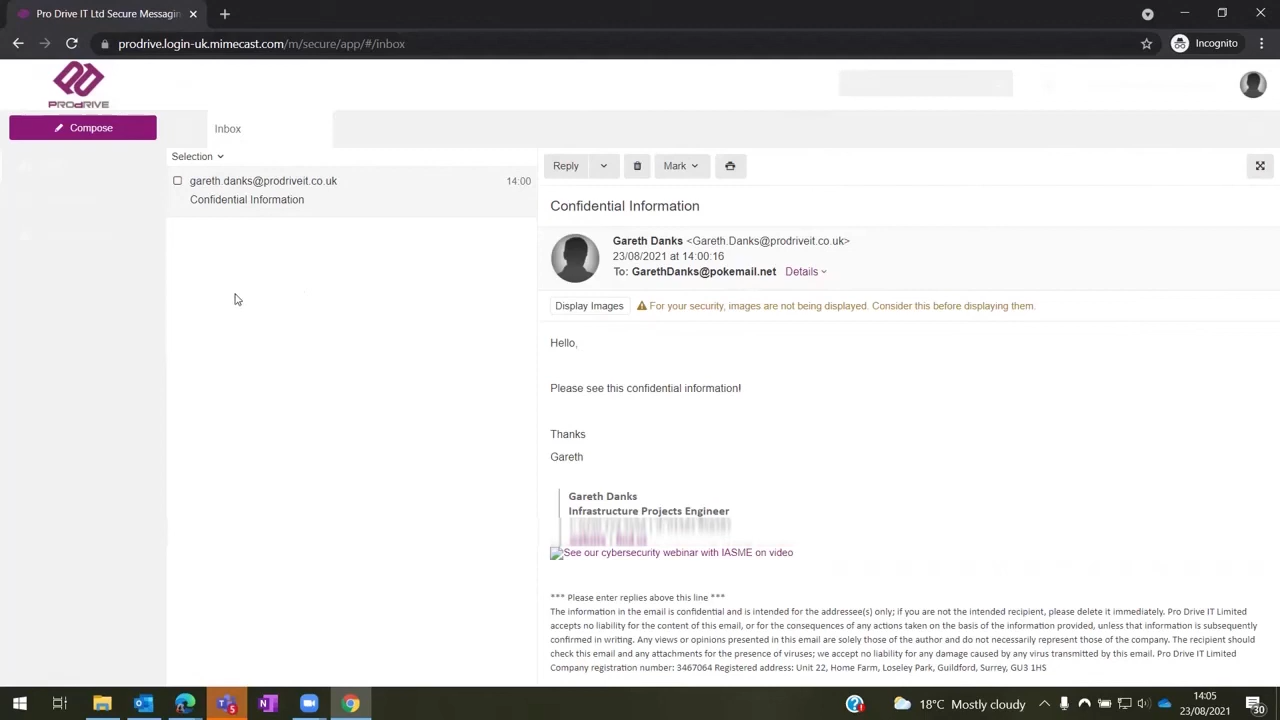 Pro Drive IT Ltd Secure Messagin
prodrive.login-uk.mimecast.com/m/secure/app/#/inbox
Incognito
PRODRIVE
Compose
Inbox
Selection
gareth.danks@prodriveit.co.uk 14:00
Confidential Information
Reply
Mark
Confidential Information
Gareth Danks <Gareth.Danks@prodriveit.co.uk>
23/08/2021 at 14:00:16
To: GarethDanks@pokemail.net Details
Display Images
For your security, images are not being displayed. Consider this before displaying them.
Hello,
Please see this confidential information!
Thanks
Gareth
Gareth Danks
Infrastructure Projects Engineer
See our cybersecurity webinar with IASME on video
*** Please enter replies above this line ***
The information in the email is confidential and is intended for the addressee(s) only; if you are not the intended recipient, please delete it immediately. Pro Drive IT Limited
accepts no liability for the content of this email, or for the consequences of any actions taken on the basis of the information provided, unless that information is subsequently
confirmed in writing. Any views or opinions presented in this email are solely those of the author and do not necessarily represent those of the company. The recipient should
check this email and any attachments for the presence of viruses; we accept no liability for any damage caused by any virus transmitted by this email. Pro Drive IT Limited
Company registration number: 3467064 Registered address: Unit 22, Home Farm, Loseley Park, Guildford, Surrey, GU3 1HS
5
18°C Mostly cloudy
14:05
23/08/2021
30